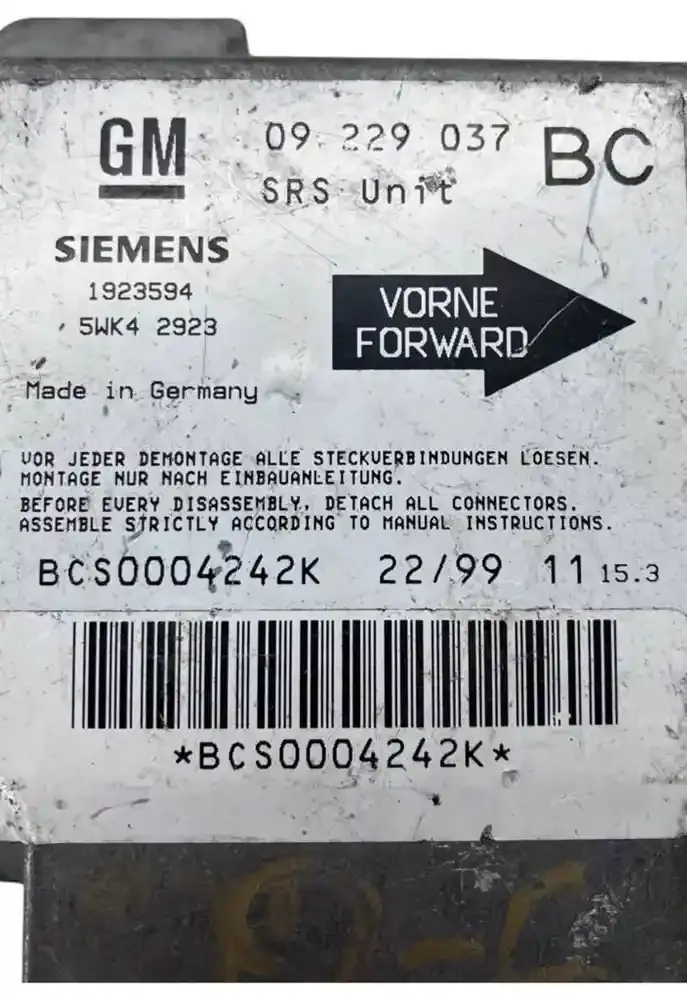 GM
09 229 037
BC
SRS Unit
SIEMENS
1923594
5WK4 2923
VORNE
FORWARD
Made in Germany
VOR JEDER DEMONTAGE ALLE STECKVERBINDUNGEN LOESEN.
MONTAGE NUR NACH EINBAUANLEITUNG.
BEFORE EVERY DISASSEMBLY, DETACH ALL CONNECTORS.
ASSEMBLE STRICTLY ACCORDING TO MANUAL INSTRUCTIONS.
BCS0004242K 22/99 11 15.3
*BCS0004242K*